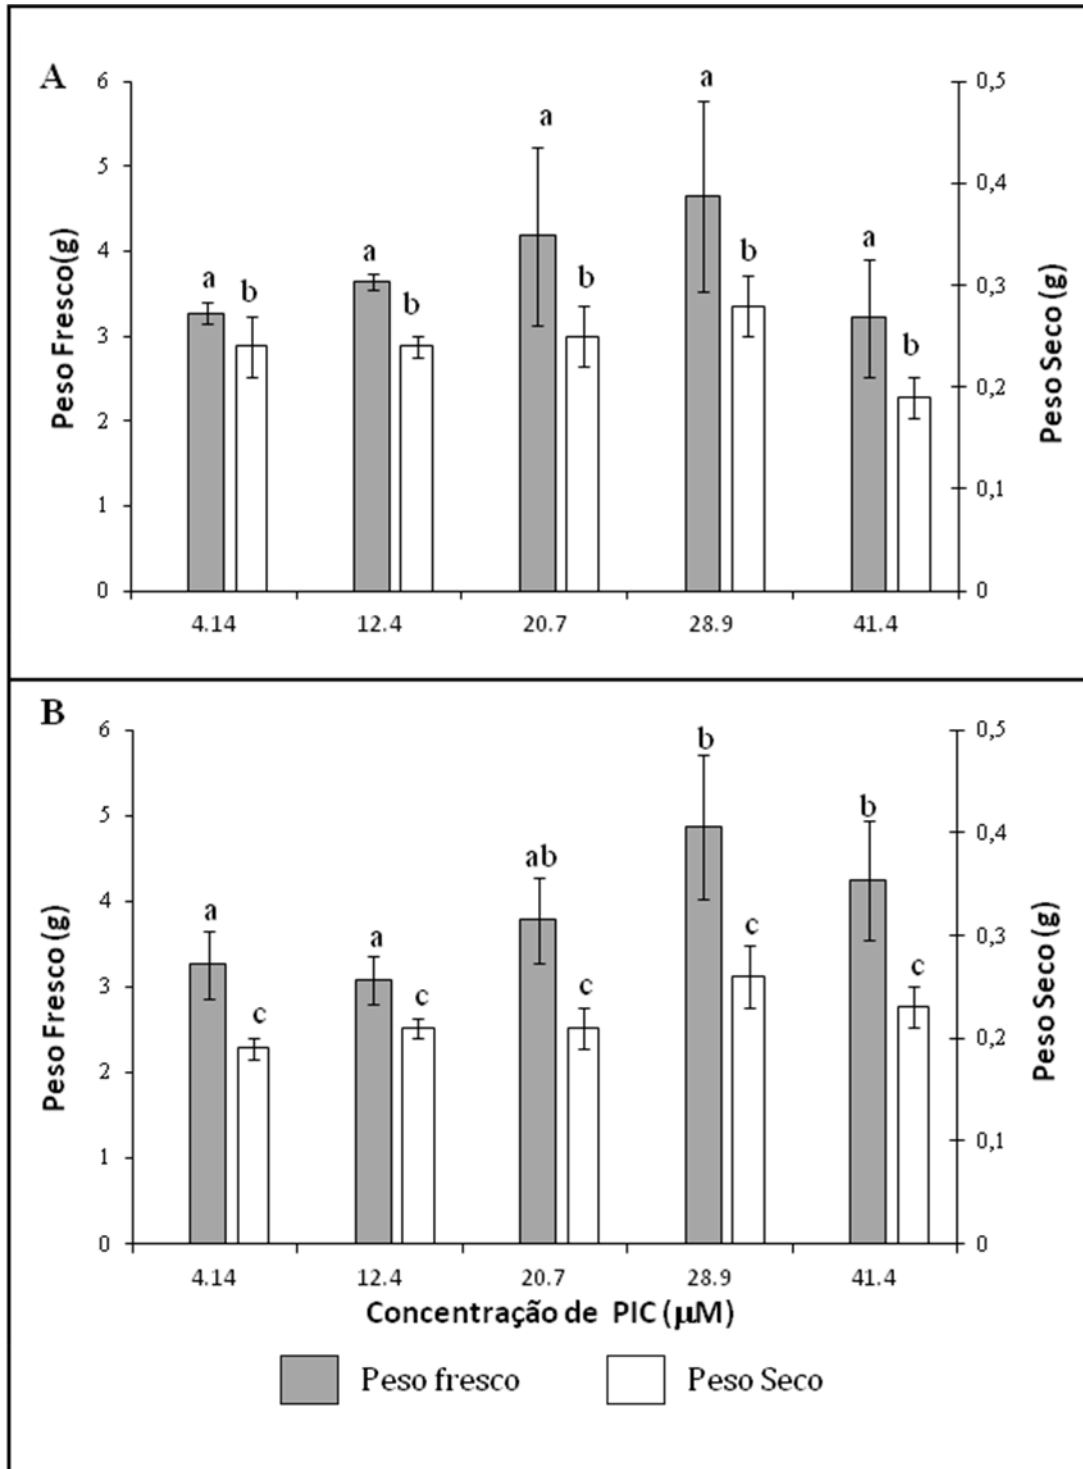 A
6
5
4
3
2
1
0
Peso Fresco(g)
0,5
0,4
0,3
0,2
0,1
0
Peso Seco (g)
a b a b a b a b a b
4.14 12.4 20.7 28.9 41.4
B
6
5
4
3
2
1
0
Peso Fresco (g)
0,5
0,4
0,3
0,2
0,1
0
Peso Seco (g)
a c a c ab c b c b c
4.14 12.4 20.7 28.9 41.4
Concentração de PIC (µM)
Peso fresco Peso Seco